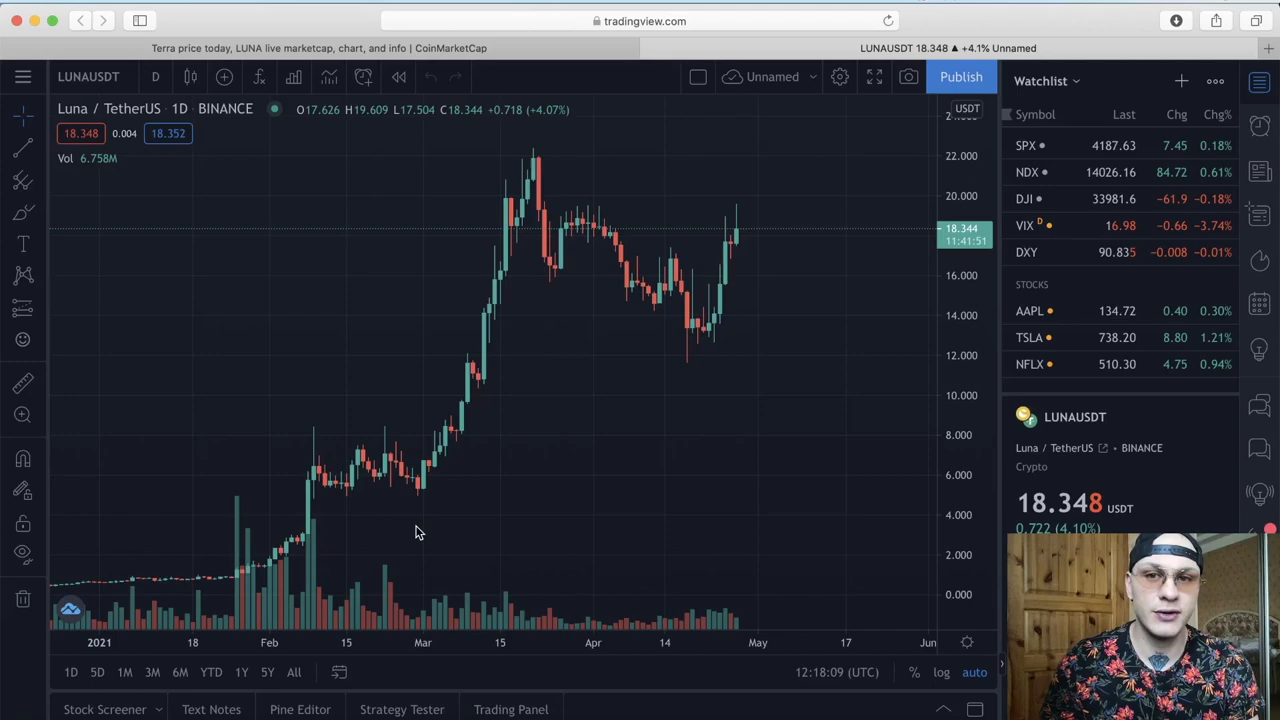 tradingview.com
Terra price today, LUNA live marketcap, chart, and info | CoinMarketCap
LUNAUSDT 18.348 ▲ +4.1% Unnamed
LUNAUSDT D Unnamed Publish
Luna / TetherUS · 1D · BINANCE O17.626 H19.609 L17.504 C18.344 +0.718 (+4.07%)
18.348 0.004 18.352
Vol 6.758M
USDT
22.000
20.000
18.344
11:41:51
16.000
14.000
12.000
10.000
8.000
6.000
4.000
2.000
0.000
2021 18 Feb 15 Mar 15 Apr 14 May 17 Jun
1D 5D 1M 3M 6M YTD 1Y 5Y All 12:18:09 (UTC) % log auto
Stock Screener Text Notes Pine Editor Strategy Tester Trading Panel
Watchlist
Symbol Last Chg Chg%
SPX 4187.63 7.45 0.18%
NDX 14026.16 84.72 0.61%
DJI 33981.6 −61.9 −0.18%
VIX D 16.98 −0.66 −3.74%
DXY 90.835 −0.008 −0.01%
STOCKS
AAPL 134.72 0.40 0.30%
TSLA 738.20 8.80 1.21%
NFLX 510.30 4.75 0.94%
LUNAUSDT
Luna / TetherUS • BINANCE
Crypto
18.348 USDT
0.722 (4.10%)